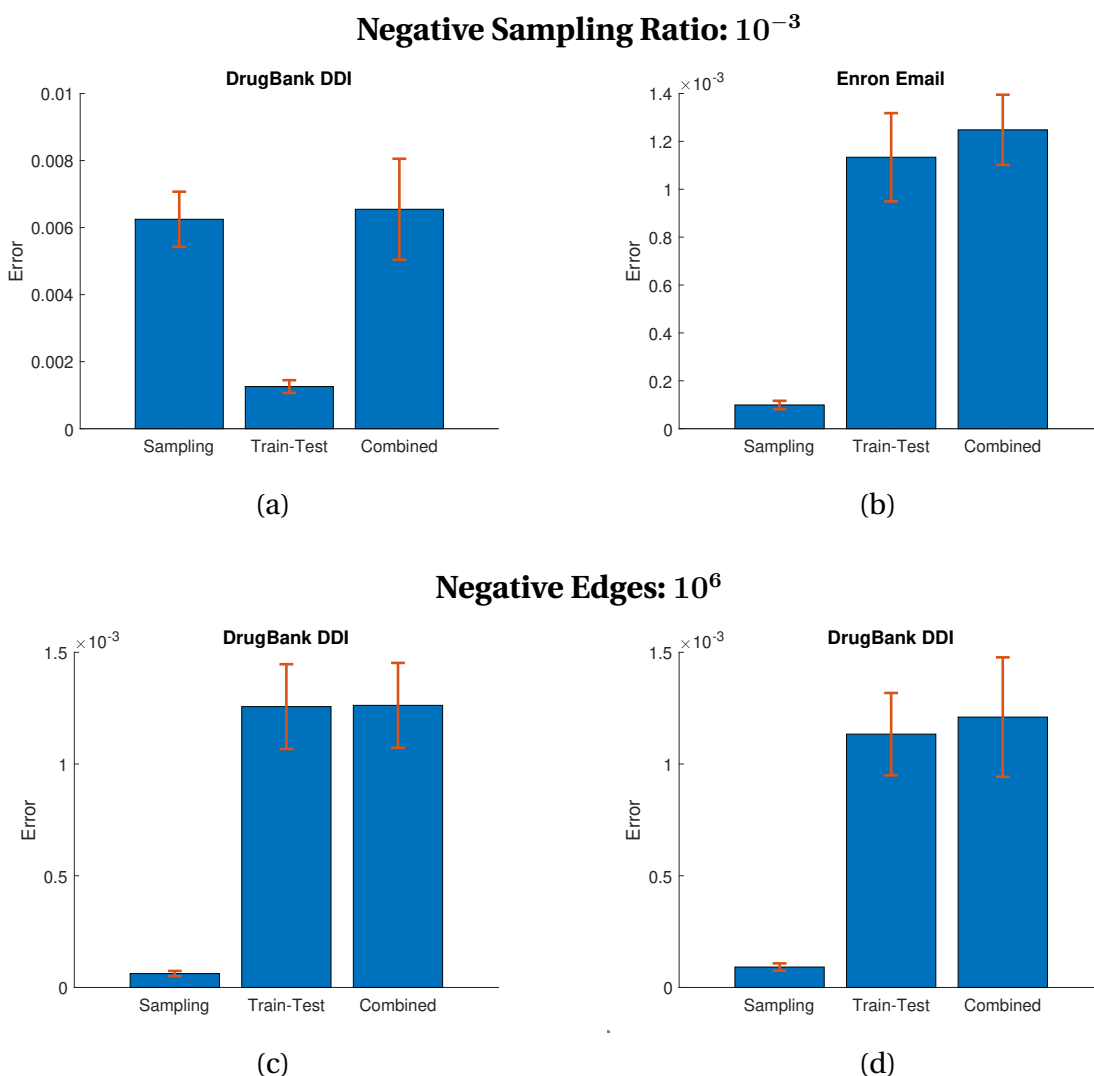 Negative Sampling Ratio: 10⁻³
DrugBank DDI
0.01
0.008
0.006
0.004
0.002
0
Error
Sampling Train-Test Combined
(a)
Enron Email
×10⁻³
1.4
1.2
1
0.8
0.6
0.4
0.2
0
Error
Sampling Train-Test Combined
(b)
Negative Edges: 10⁶
DrugBank DDI
×10⁻³
1.5
1
0.5
0
Error
Sampling Train-Test Combined
(c)
DrugBank DDI
×10⁻³
1.5
1
0.5
0
Error
Sampling Train-Test Combined
(d)